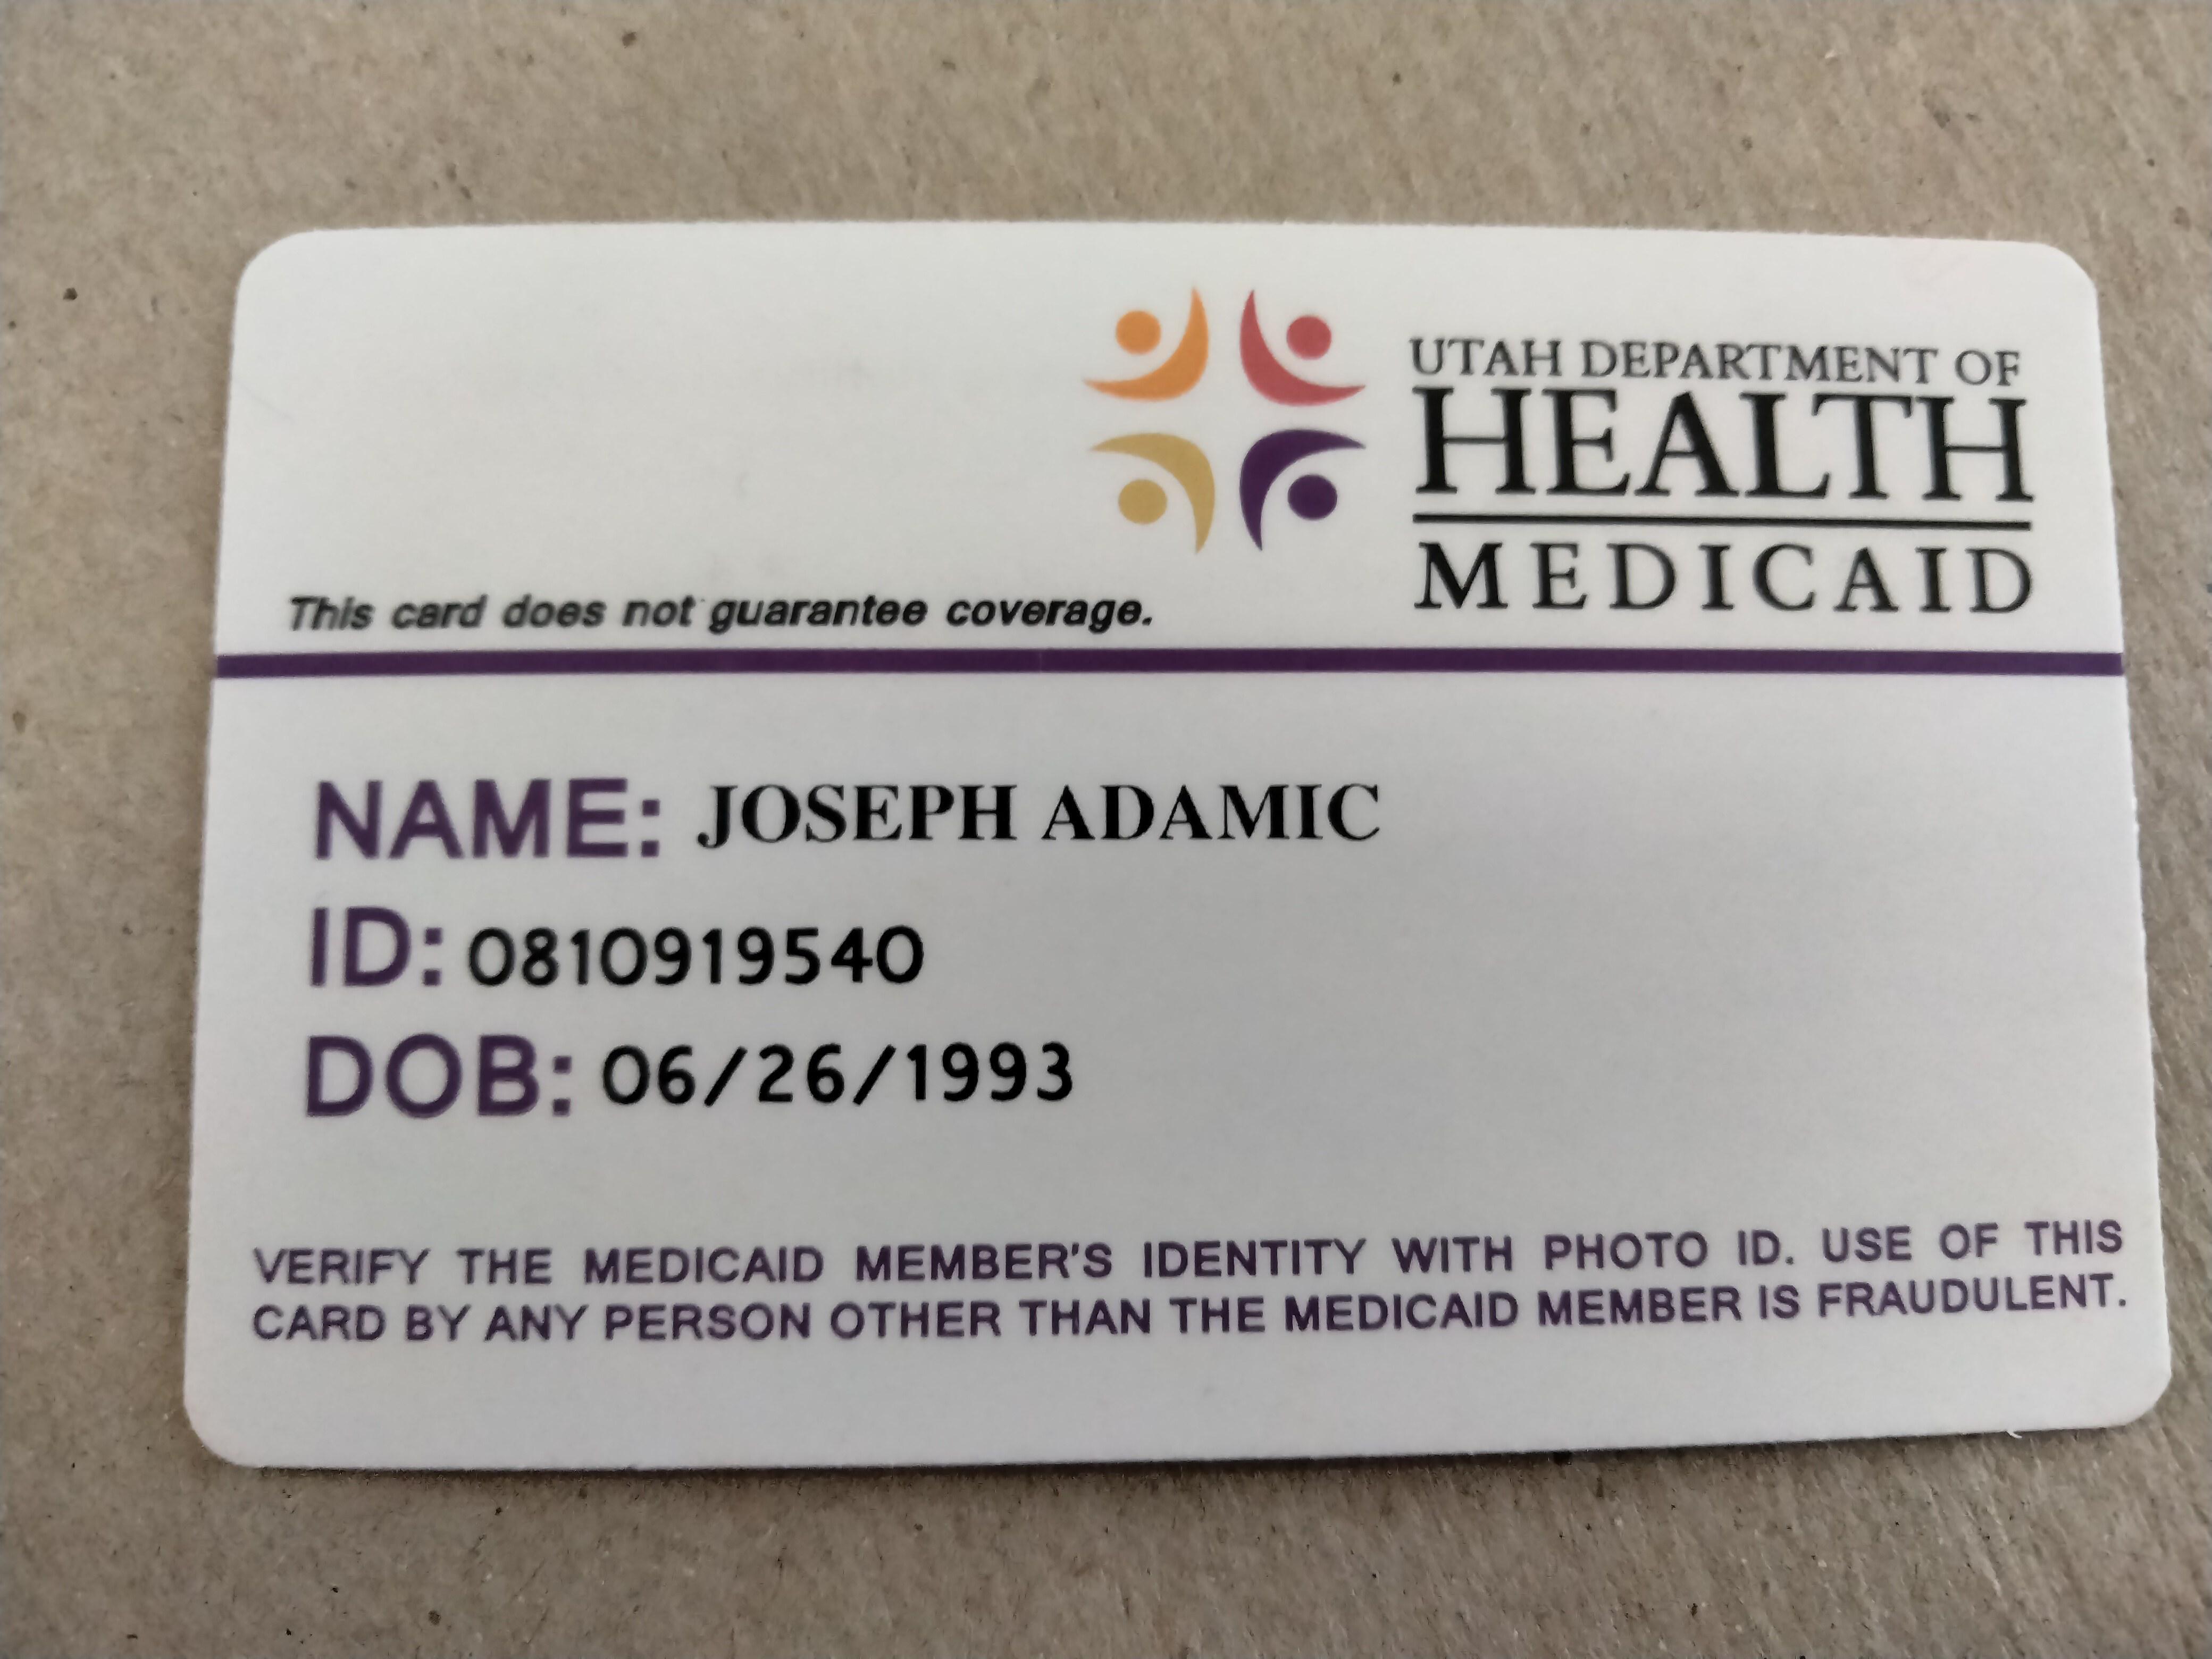 UTAH DEPARTMENT OF
HEALTH
MEDICAID
This card does not guarantee coverage.
NAME: JOSEPH ADAMIC
ID: 0810919540
DOB: 06/26/1993
VERIFY THE MEDICAID MEMBER'S IDENTITY WITH PHOTO ID. USE OF THIS
CARD BY ANY PERSON OTHER THAN THE MEDICAID MEMBER IS FRAUDULENT.